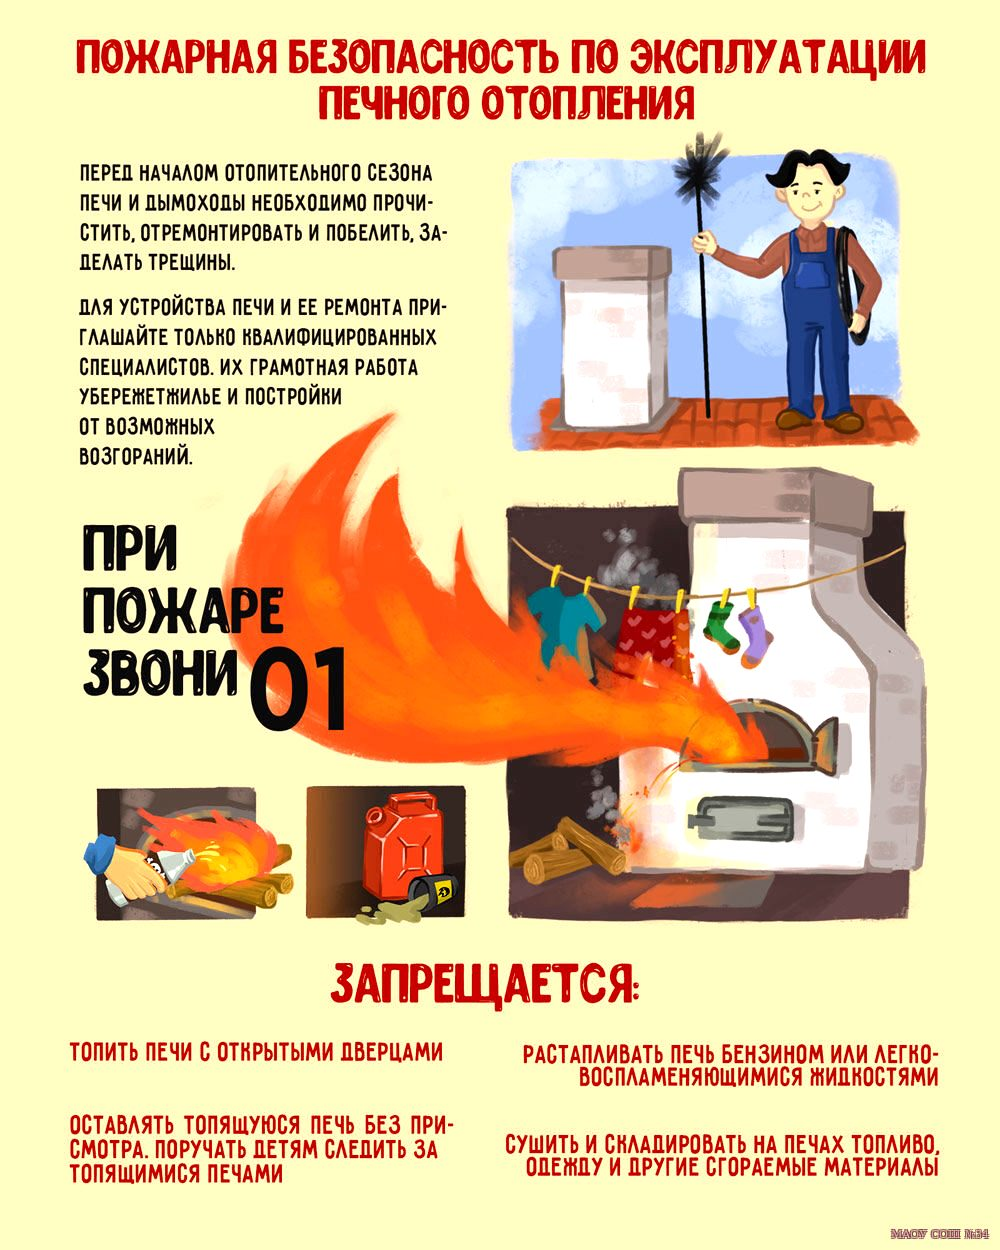 ПОЖАРНАЯ БЕЗОПАСНОСТЬ ПО ЭКСПЛУАТАЦИИ
ПЕЧНОГО ОТОПЛЕНИЯ
ПЕРЕД НАЧАЛОМ ОТОПИТЕЛЬНОГО СЕЗОНА
ПЕЧИ И ДЫМОХОДЫ НЕОБХОДИМО ПРОЧИ-
СТИТЬ, ОТРЕМОНТИРОВАТЬ И ПОБЕЛИТЬ, ЗА-
ДЕЛАТЬ ТРЕЩИНЫ.
ДЛЯ УСТРОЙСТВА ПЕЧИ И ЕЕ РЕМОНТА ПРИ-
ГЛАШАЙТЕ ТОЛЬКО КВАЛИФИЦИРОВАННЫХ
СПЕЦИАЛИСТОВ. ИХ ГРАМОТНАЯ РАБОТА
УБЕРЕЖЕТЖИЛЬЕ И ПОСТРОЙКИ
ОТ ВОЗМОЖНЫХ
ВОЗГОРАНИЙ.
ПРИ
ПОЖАРЕ
ЗВОНИ 01
ЗАПРЕЩАЕТСЯ:
ТОПИТЬ ПЕЧИ С ОТКРЫТЫМИ ДВЕРЦАМИ
ОСТАВЛЯТЬ ТОПЯЩУЮСЯ ПЕЧЬ БЕЗ ПРИ-
СМОТРА. ПОРУЧАТЬ ДЕТЯМ СЛЕДИТЬ ЗА
ТОПЯЩИМИСЯ ПЕЧАМИ
РАСТАПЛИВАТЬ ПЕЧЬ БЕНЗИНОМ ИЛИ ЛЕГКО-
ВОСПЛАМЕНЯЮЩИМИСЯ ЖИДКОСТЯМИ
СУШИТЬ И СКЛАДИРОВАТЬ НА ПЕЧАХ ТОПЛИВО,
ОДЕЖДУ И ДРУГИЕ СГОРАЕМЫЕ МАТЕРИАЛЫ
МАОУ СОШ №34